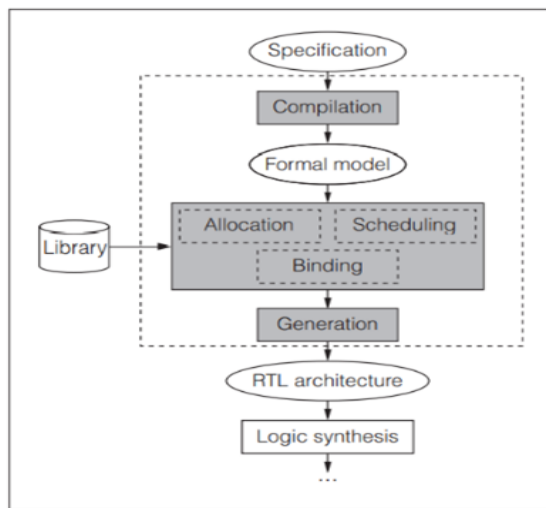 Specification
Compilation
Formal model
Allocation Scheduling
Library
Binding
Generation
RTL architecture
Logic synthesis
...